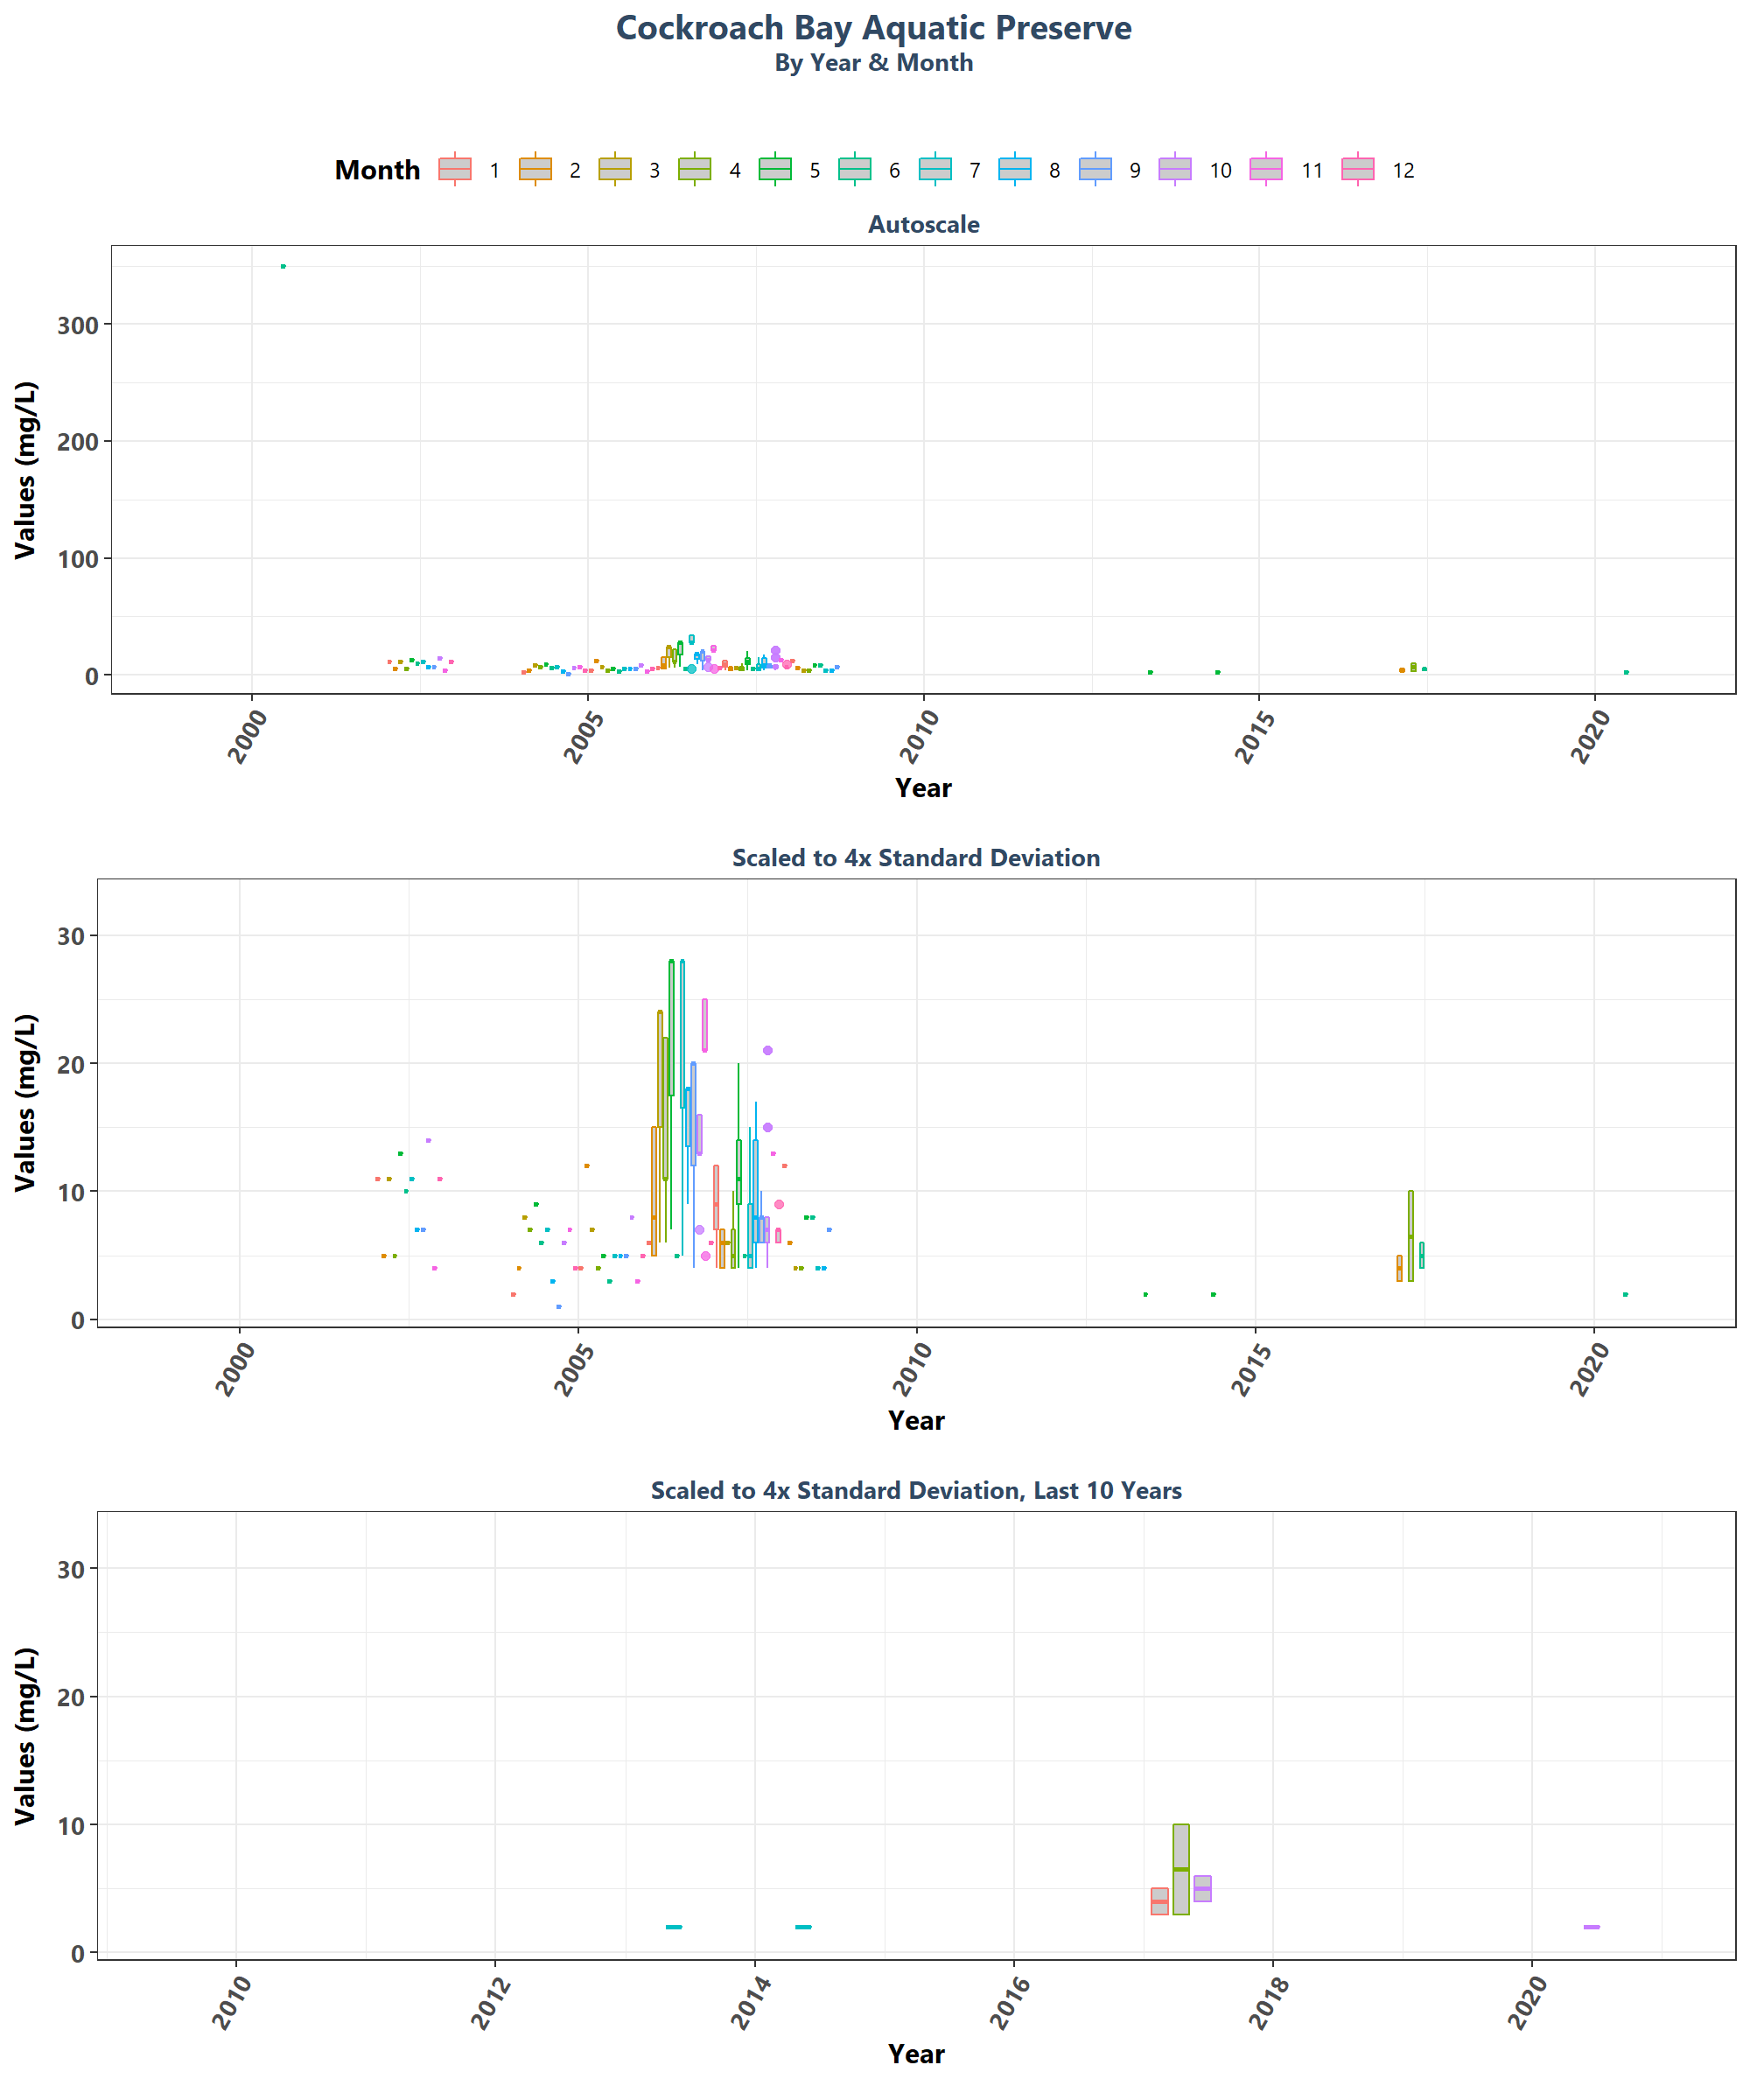 Cockroach Bay Aquatic Preserve
By Year & Month
Month 1 2 3 4 5 6 7 8 9 10 11 12
Autoscale
Values (mg/L)
300
200
100
0
2000 2005 2010 2015 2020
Year
Scaled to 4x Standard Deviation
Values (mg/L)
30
20
10
0
2000 2005 2010 2015 2020
Year
Scaled to 4x Standard Deviation, Last 10 Years
Values (mg/L)
30
20
10
0
2010 2012 2014 2016 2018 2020
Year